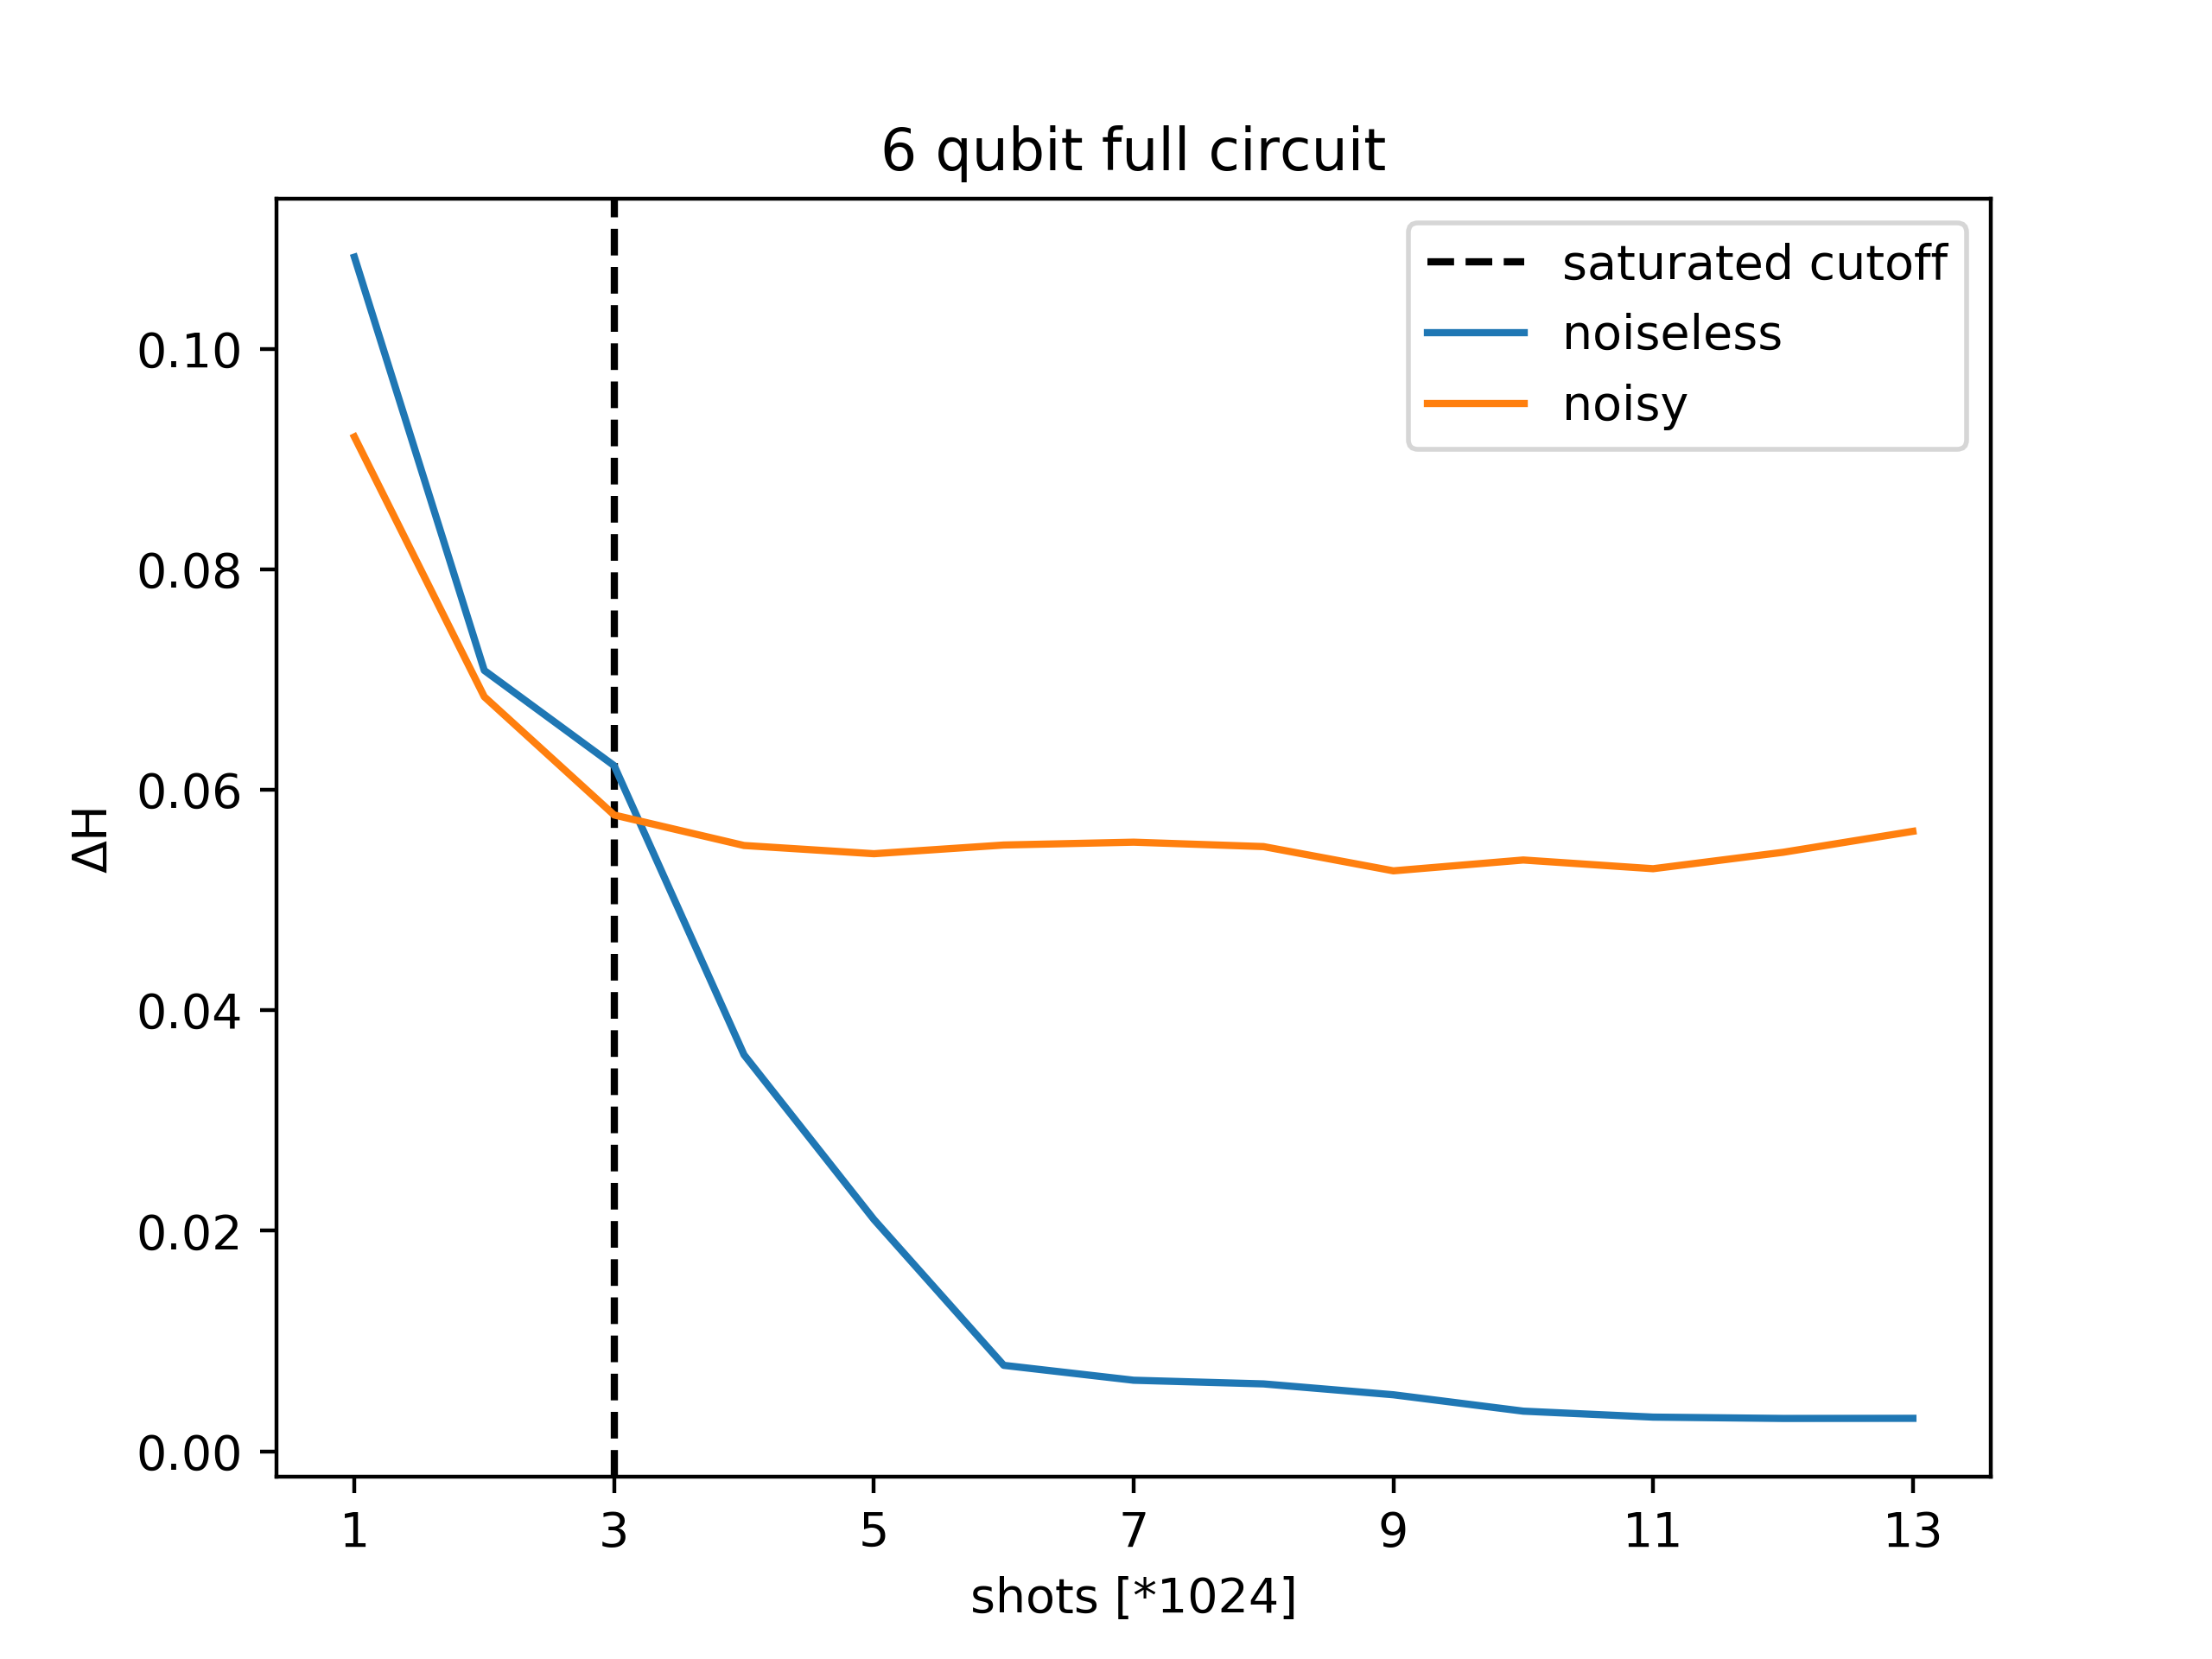 6 qubit full circuit
saturated cutoff
noiseless
noisy
0.10
0.08
0.06
0.04
0.02
0.00
ΔH
1 3 5 7 9 11 13
shots [*1024]